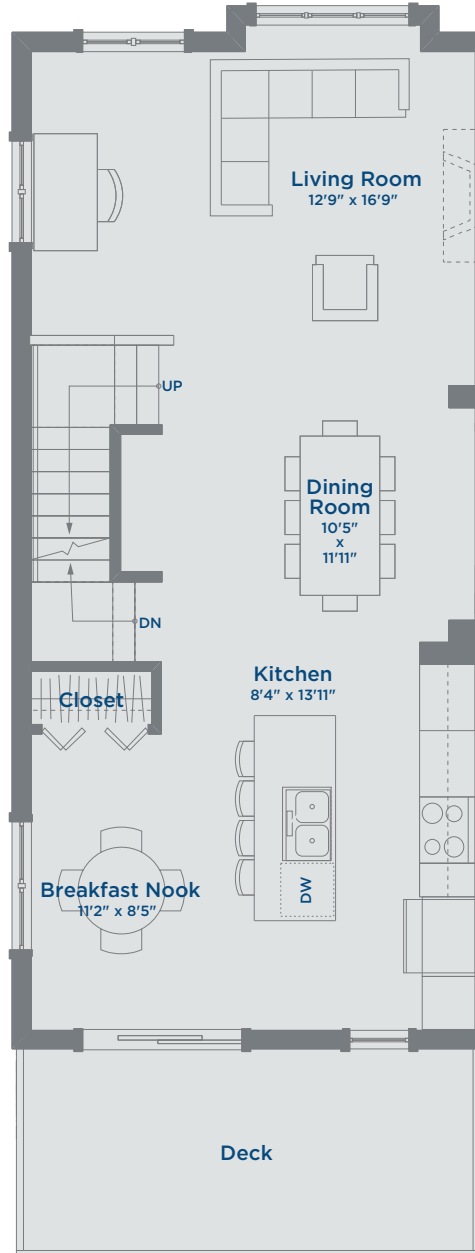 Living Room
12'9" x 16'9"
UP
Dining
Room
10'5"
x
11'11"
DN
Kitchen
8'4" x 13'11"
Closet
DW
Breakfast Nook
11'2" x 8'5"
Deck